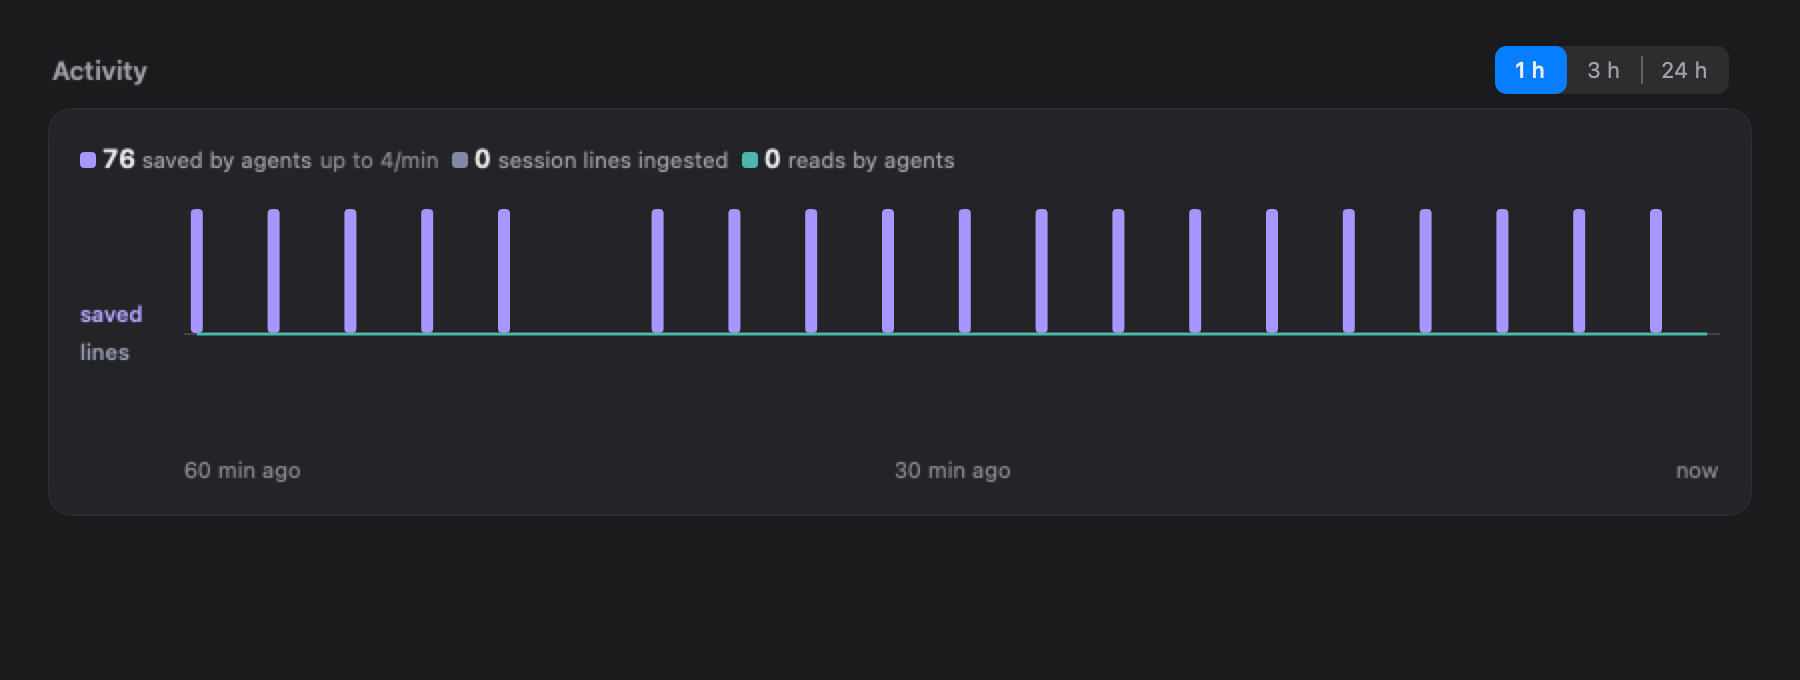 Activity
1 h 3 h 24 h
76 saved by agents up to 4/min 0 session lines ingested 0 reads by agents
saved
lines
60 min ago 30 min ago now